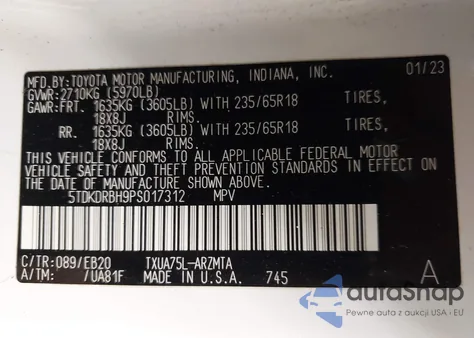 MFD.BY:TOYOTA MOTOR MANUFACTURING, INDIANA, INC. 01/23
GVWR:2710KG (5970LB)
GAWR:FRT. 1635KG (3605LB) WITH 235/65R18 TIRES,
18X8J RIMS.
RR. 1635KG (3605LB) WITH 235/65R18 TIRES,
18X8J RIMS.
THIS VEHICLE CONFORMS TO ALL APPLICABLE FEDERAL MOTOR
VEHICLE SAFETY AND THEFT PREVENTION STANDARDS IN EFFECT ON
THE DATE OF MANUFACTURE SHOWN ABOVE.
5TDKDRBH9PS017312 MPV
C/TR:089/EB20 TXUA75L-ARZMTA
A/TM: /UA81F MADE IN U.S.A. 745 A
autoSnap
Pewne auta z aukcji USA i EU